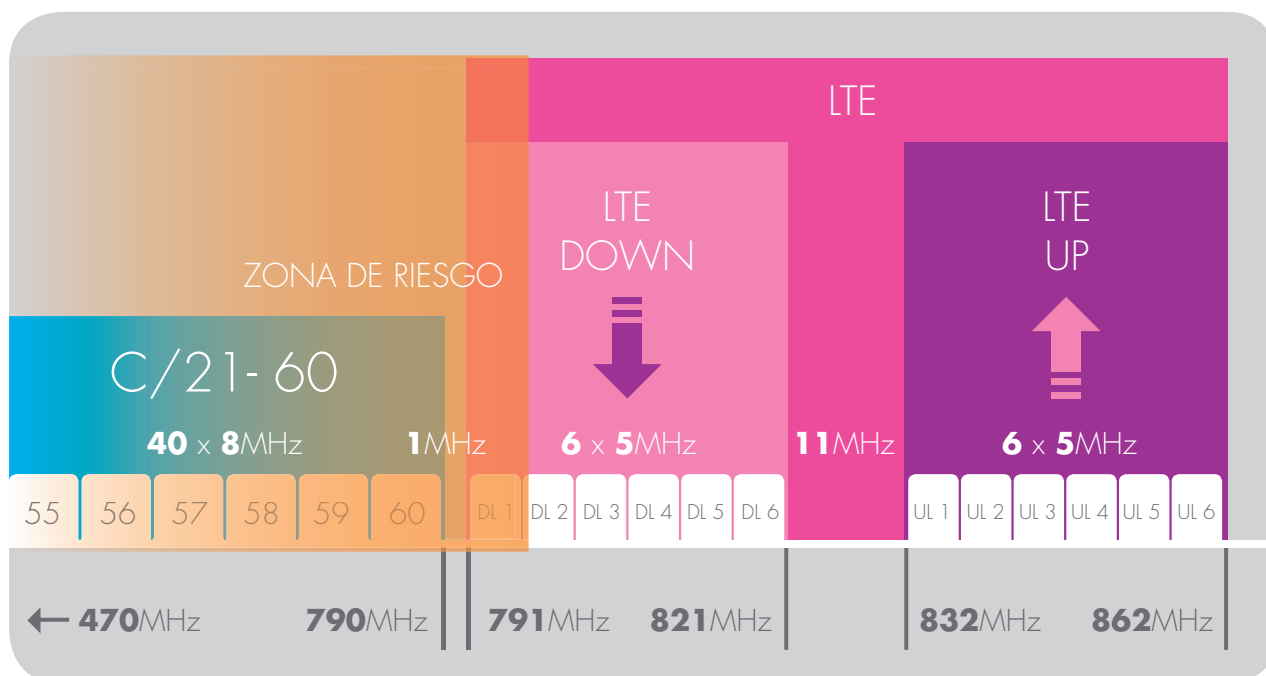 LTE
LTE
DOWN
LTE
UP
ZONA DE RIESGO
C/21- 60
40 x 8MHz
1MHz
6 x 5MHz
11MHz
6 x 5MHz
55 56 57 58 59 60 DL 1 DL 2 DL 3 DL 4 DL 5 DL 6 UL 1 UL 2 UL 3 UL 4 UL 5 UL 6
470MHz 790MHz 791MHz 821MHz 832MHz 862MHz